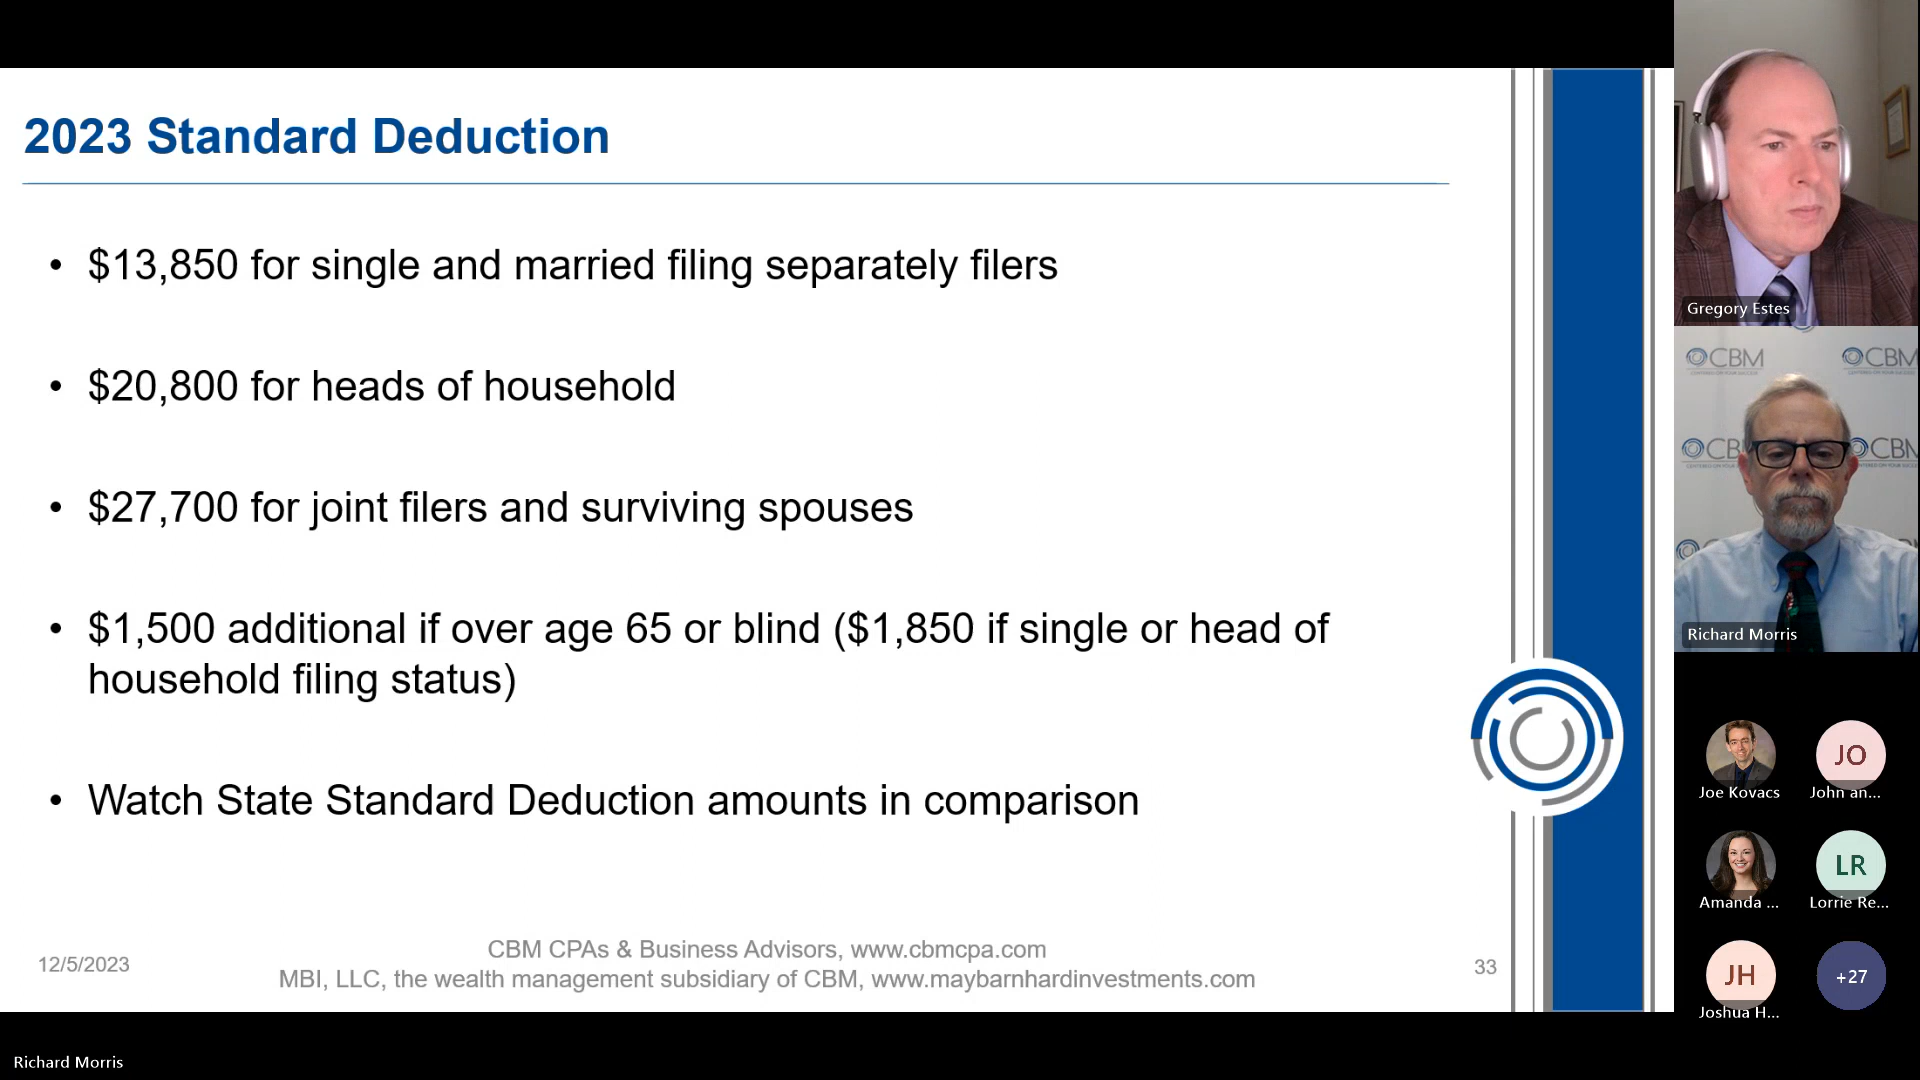 2023 Standard Deduction
• $13,850 for single and married filing separately filers
• $20,800 for heads of household
• $27,700 for joint filers and surviving spouses
• $1,500 additional if over age 65 or blind ($1,850 if single or head of
household filing status)
• Watch State Standard Deduction amounts in comparison
12/5/2023
CBM CPAs & Business Advisors, www.cbmcpa.com
MBI, LLC, the wealth management subsidiary of CBM, www.maybarnhardinvestments.com
33
Gregory Estes
CBM
CBM
CBM
CBM
Richard Morris
JO
Joe Kovacs
John an...
LR
Amanda ...
Lorrie Re...
JH
+27
Joshua H...
Richard Morris